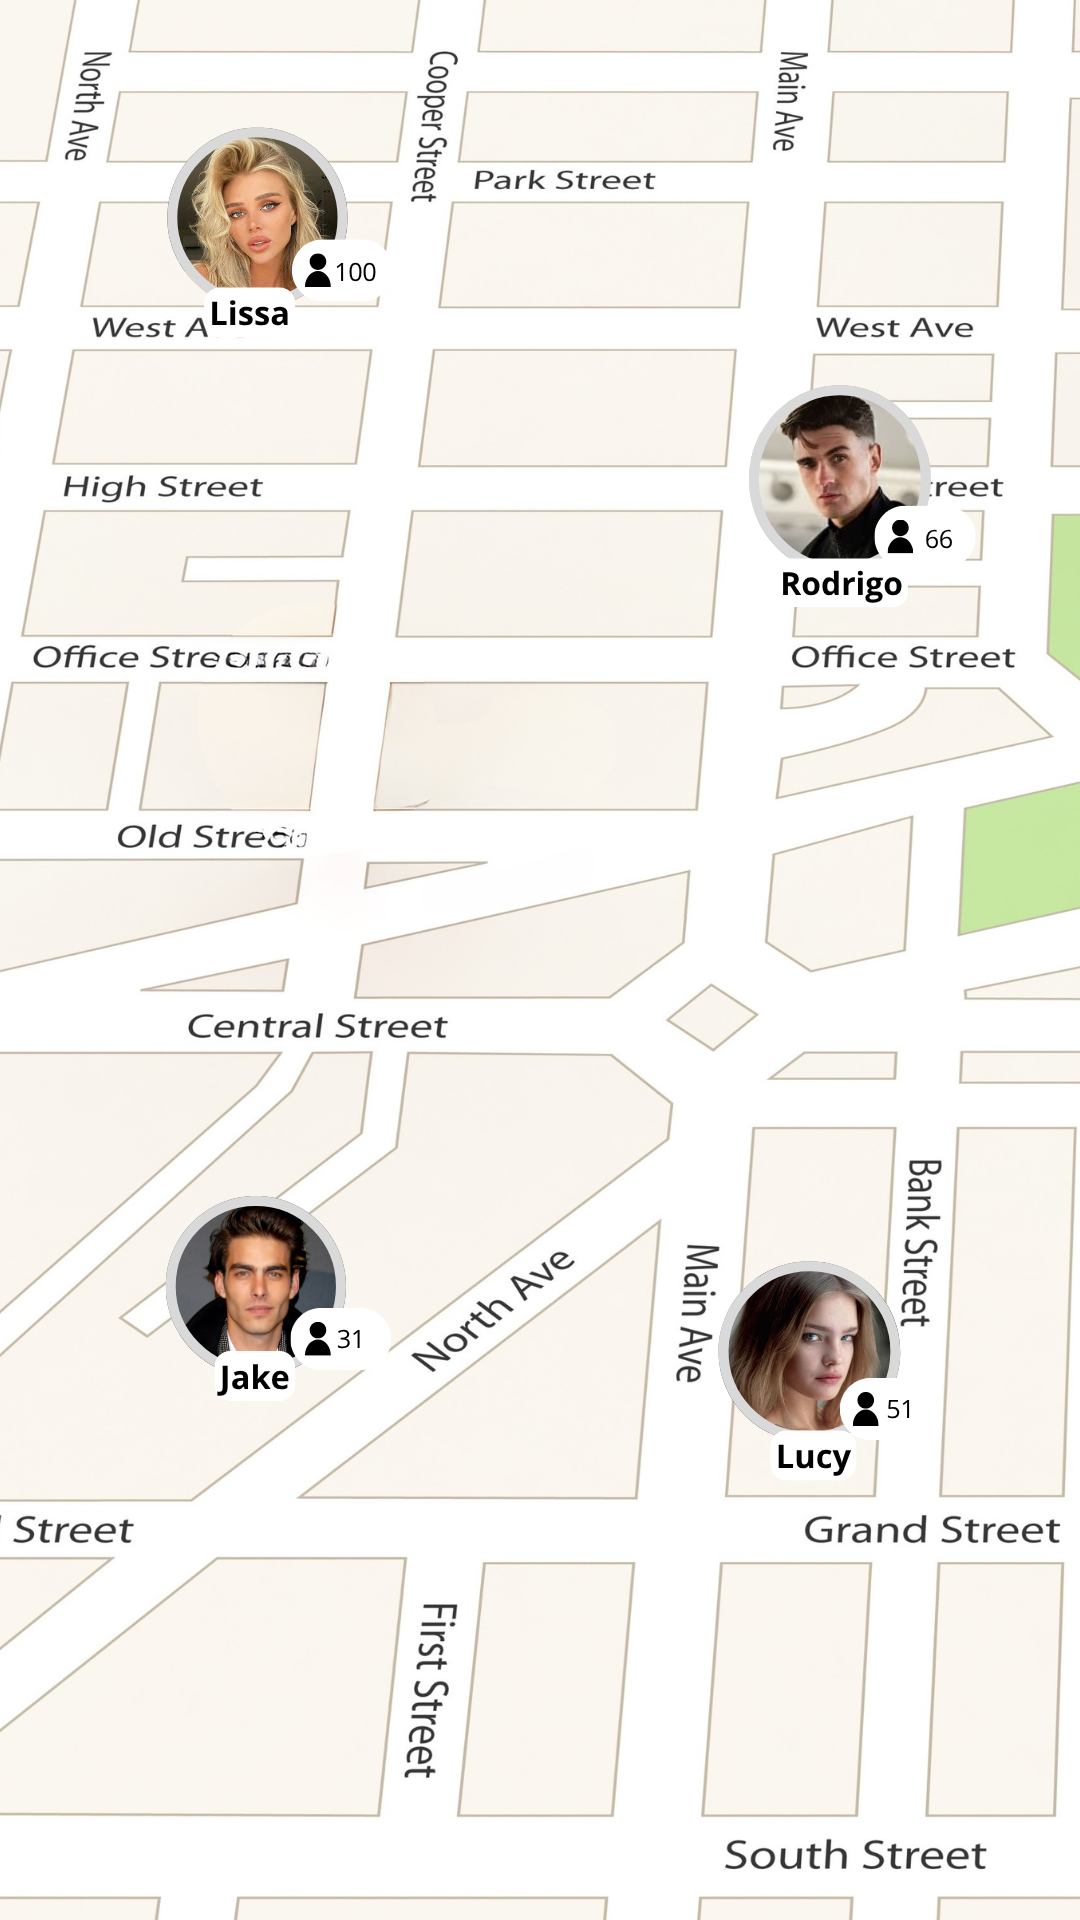 North Ave
Cooper Street
Main Ave
Park Street
100
Lissa
West A
West Ave
High Street
treet
66
Rodrigo
Office Stre
Office Street
Old Stree
Central Street
Bank Street
North Ave
Main Ave
31
Jake
51
Lucy
Street
Grand Street
First Street
South Street